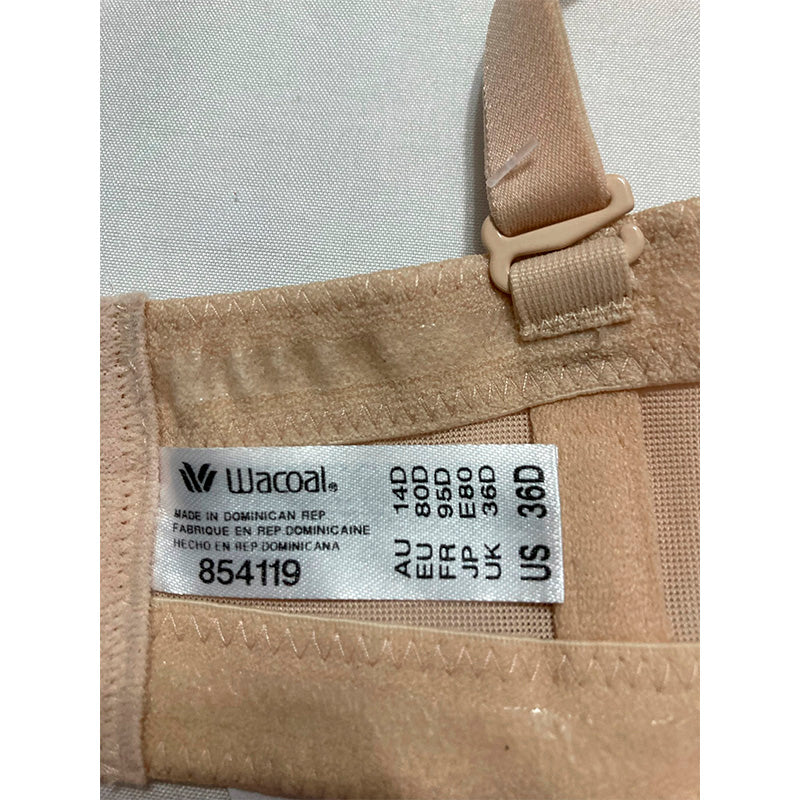 Wacoal®
MADE IN DOMINICAN REP
FABRIQUE EN REP.DOMINICAINE
HECHO EN REP.DOMINICANA
854119
AU 14D
EU 80D
FR 95D
JP E80
UK 36D
US 36D